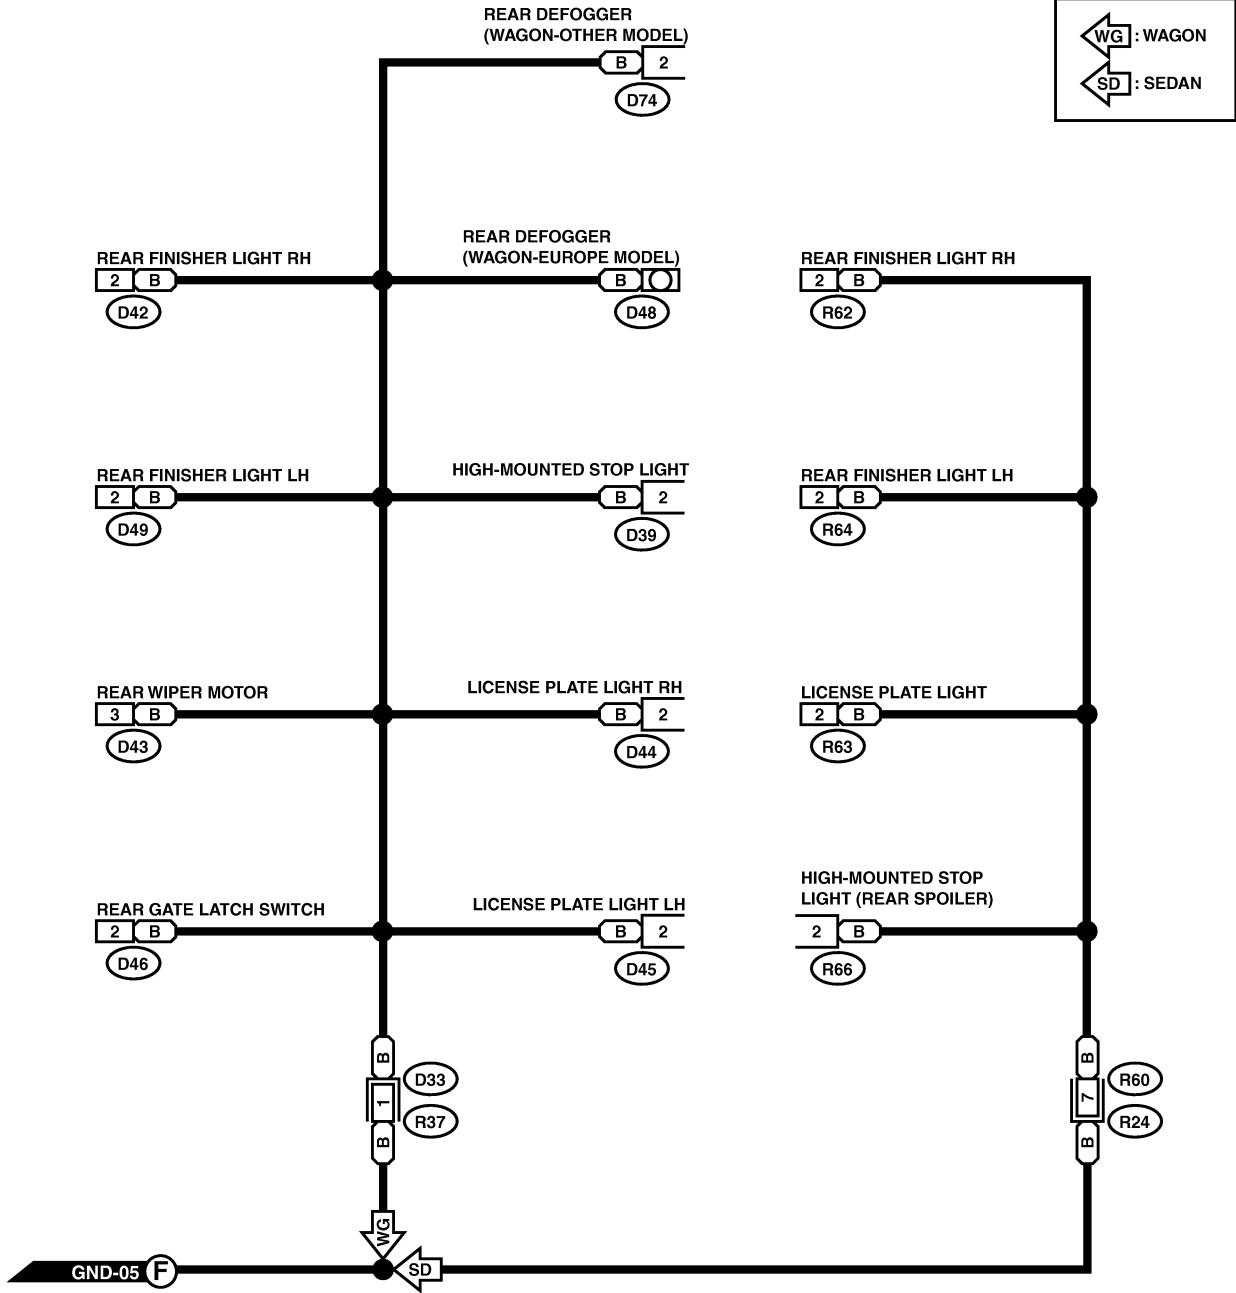 REAR DEFOGGER
(WAGON-OTHER MODEL)
B 2
D74
WG : WAGON
SD : SEDAN
REAR FINISHER LIGHT RH
2 B
D42
REAR DEFOGGER
(WAGON-EUROPE MODEL)
B
D48
REAR FINISHER LIGHT RH
2 B
R62
REAR FINISHER LIGHT LH
2 B
D49
HIGH-MOUNTED STOP LIGHT
B 2
D39
REAR FINISHER LIGHT LH
2 B
R64
REAR WIPER MOTOR
3 B
D43
LICENSE PLATE LIGHT RH
B 2
D44
LICENSE PLATE LIGHT
2 B
R63
REAR GATE LATCH SWITCH
2 B
D46
LICENSE PLATE LIGHT LH
B 2
D45
HIGH-MOUNTED STOP
LIGHT (REAR SPOILER)
2 B
R66
B
D33
1
R37
B
WG
B
R60
7
R24
B
GND-05 F
SD